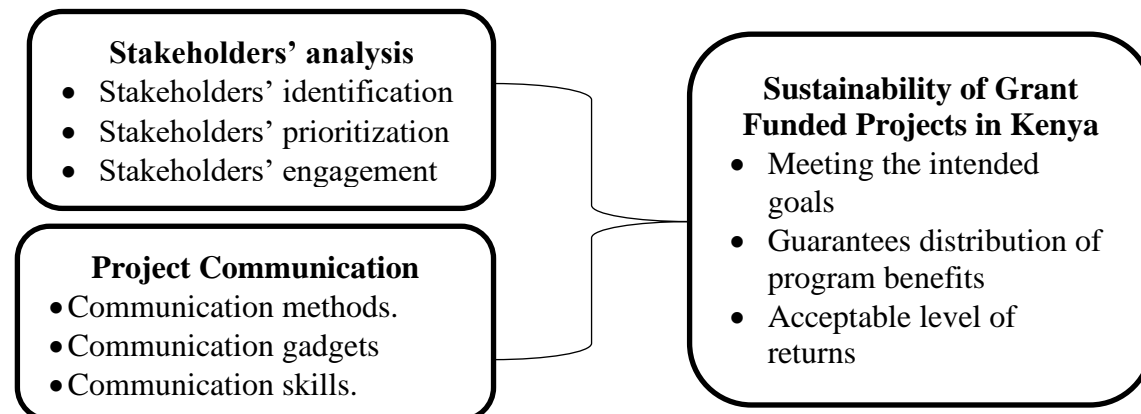 Stakeholders’ analysis
• Stakeholders’ identification
• Stakeholders’ prioritization
• Stakeholders’ engagement
Project Communication
• Communication methods.
• Communication gadgets
• Communication skills.
Sustainability of Grant
Funded Projects in Kenya
• Meeting the intended
goals
• Guarantees distribution of
program benefits
• Acceptable level of
returns